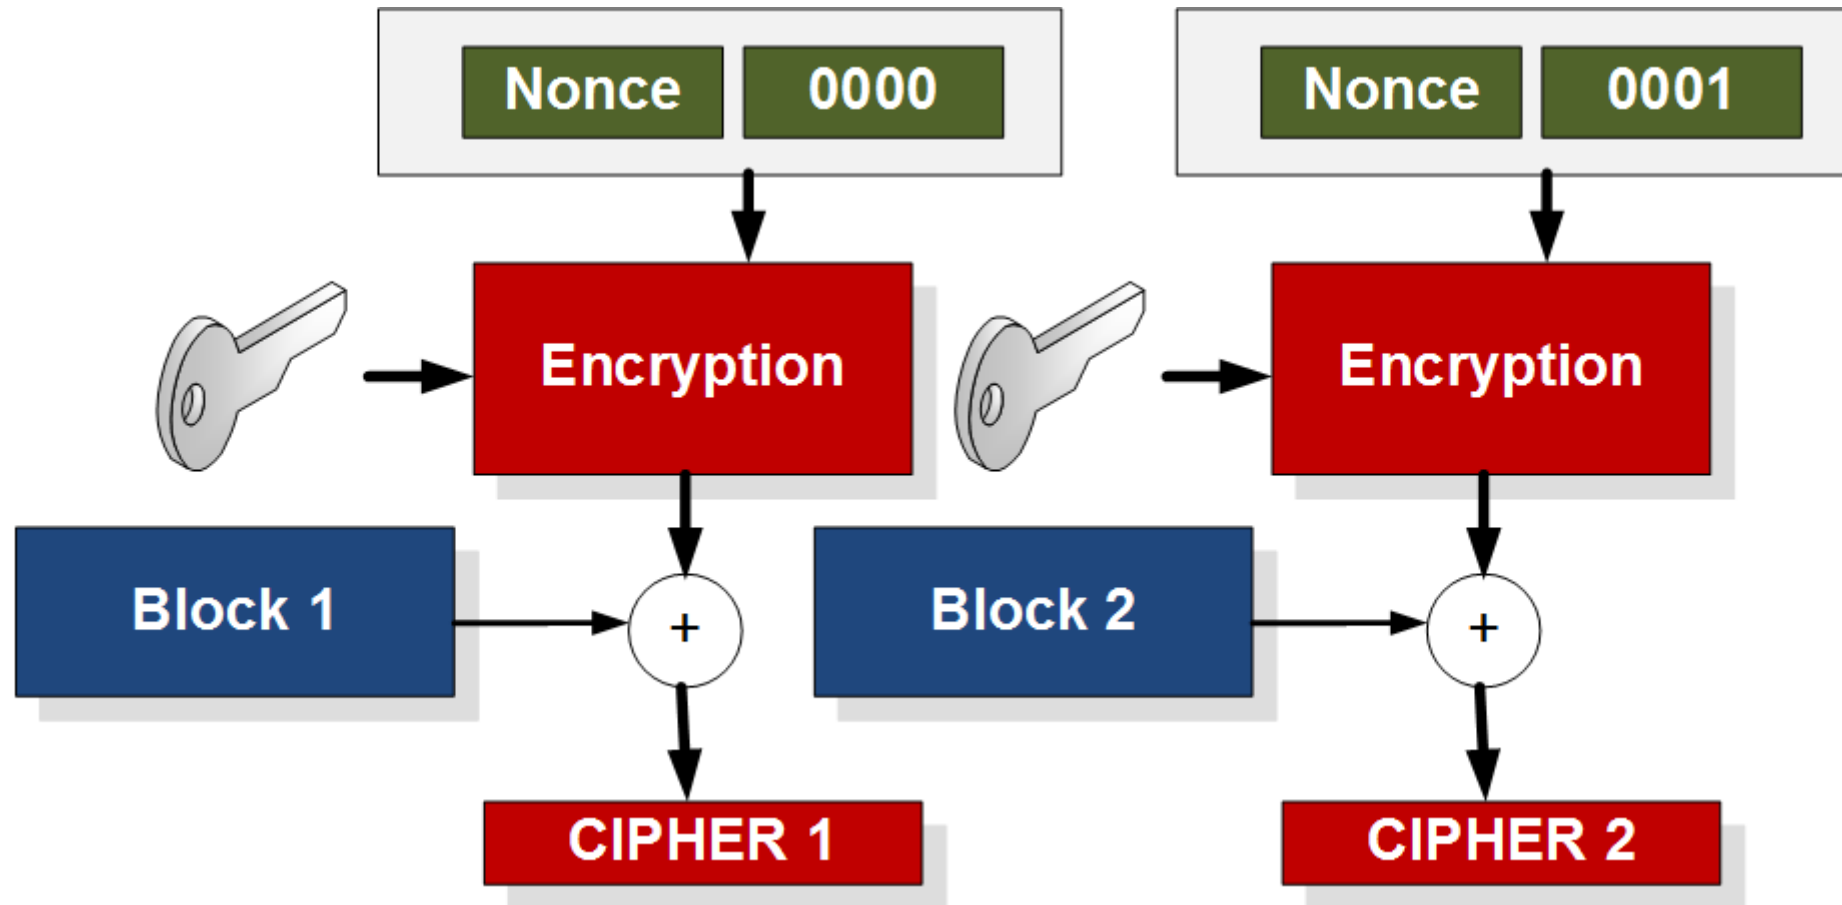 Nonce 0000 Nonce 0001
Encryption Encryption
Block 1 + Block 2 +
CIPHER 1 CIPHER 2